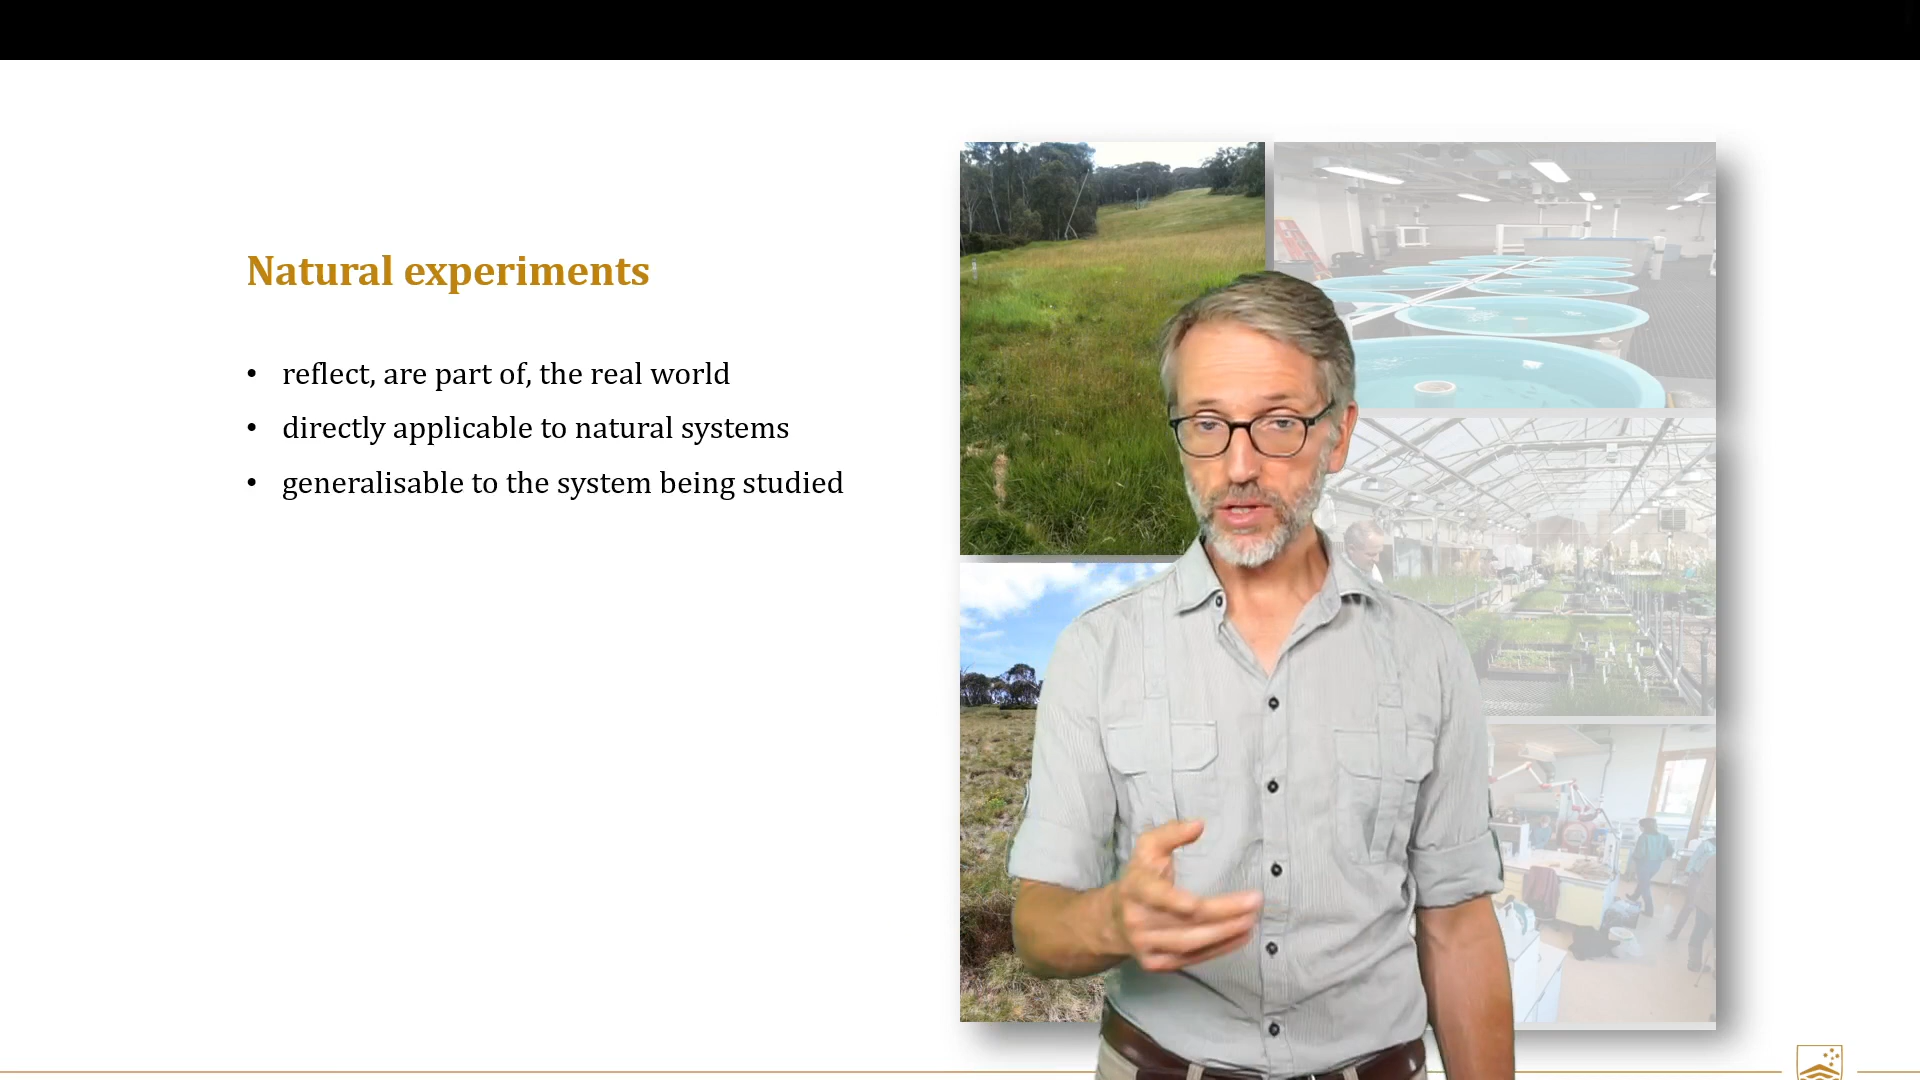 Natural experiments
• reflect, are part of, the real world
• directly applicable to natural systems
• generalisable to the system being studied